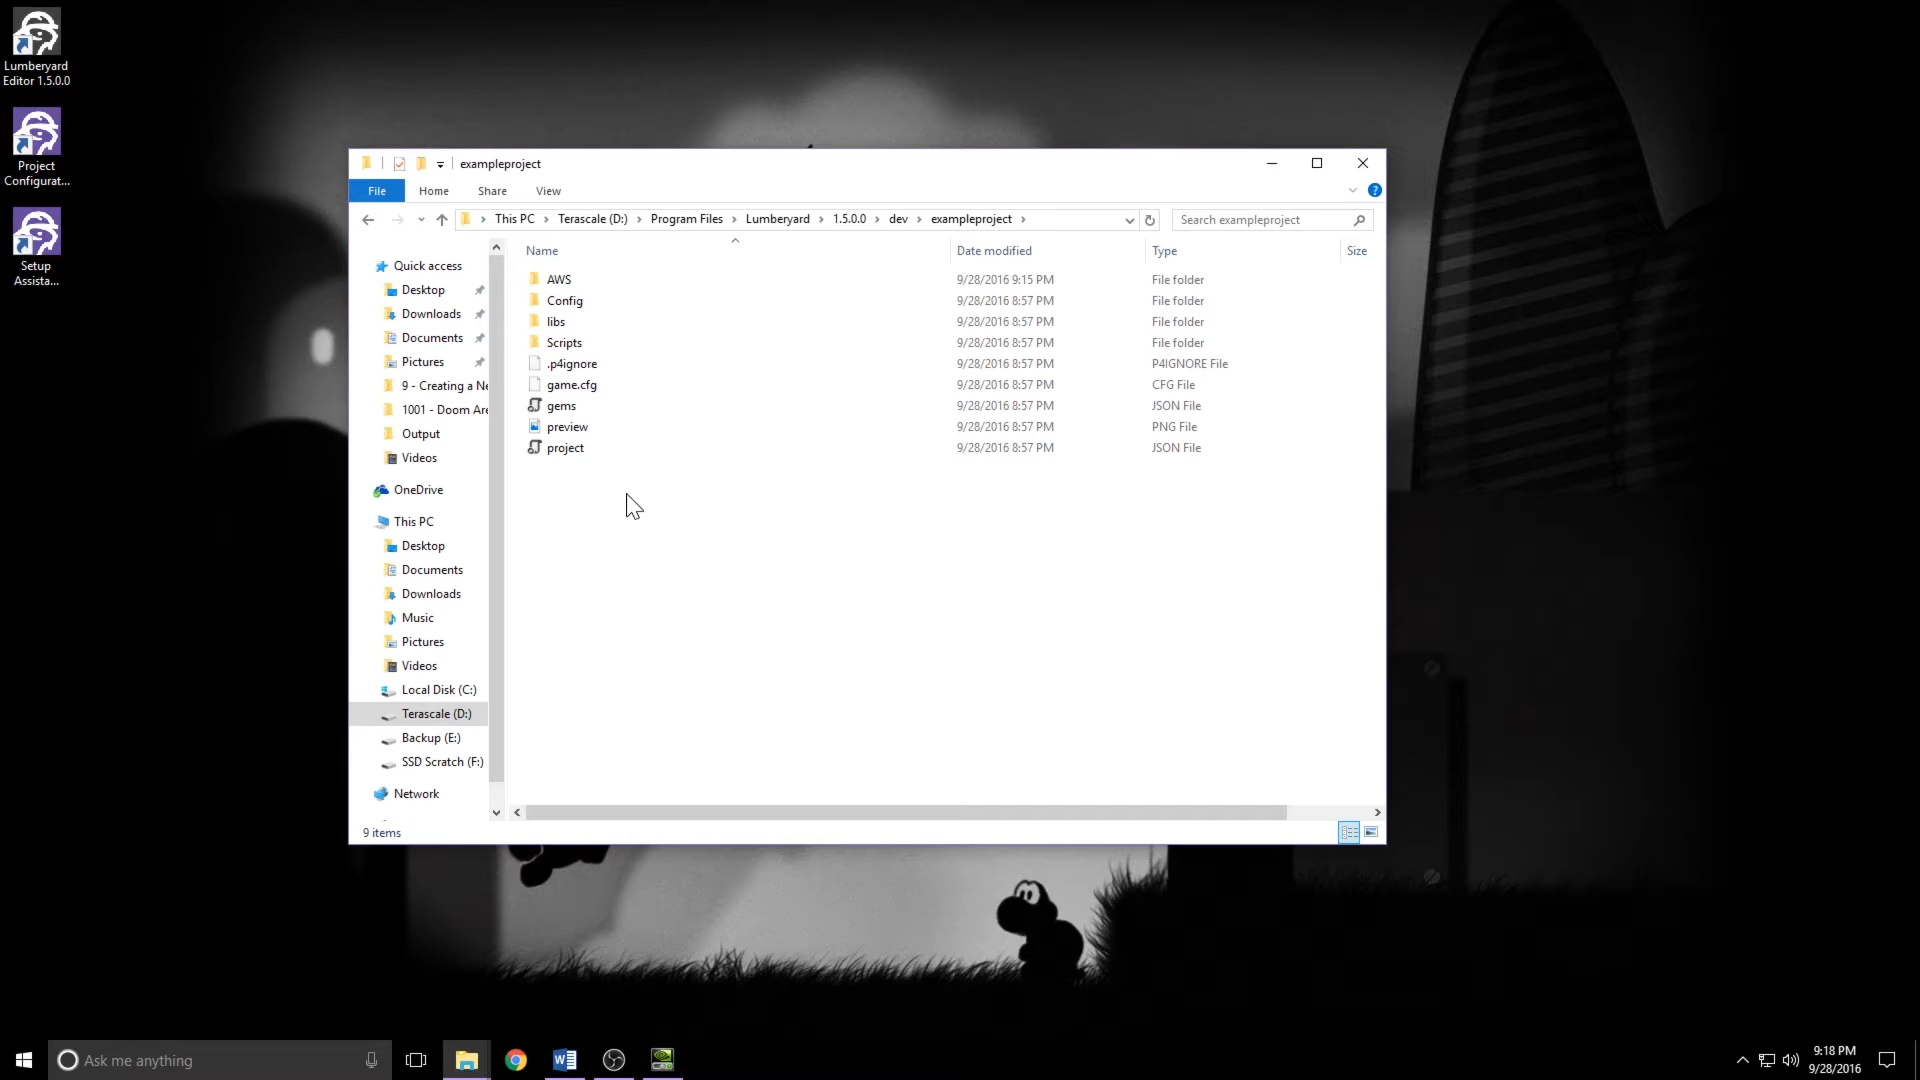 Lumberyard
Editor 1.5.0.0
Project
Configurat...
Setup
Assista...
exampleproject
File
Home
Share
View
This PC
Terascale (D:)
Program Files
Lumberyard
1.5.0.0
dev
exampleproject
Search exampleproject
Name
Date modified
Type
Size
Quick access
Desktop
Downloads
Documents
Pictures
9 - Creating a Ne
1001 - Doom Are
Output
Videos
OneDrive
This PC
Desktop
Documents
Downloads
Music
Pictures
Videos
Local Disk (C:)
Terascale (D:)
Backup (E:)
SSD Scratch (F:)
Network
AWS 9/28/2016 9:15 PM File folder
Config 9/28/2016 8:57 PM File folder
libs 9/28/2016 8:57 PM File folder
Scripts 9/28/2016 8:57 PM File folder
.p4ignore 9/28/2016 8:57 PM P4IGNORE File
game.cfg 9/28/2016 8:57 PM CFG File
gems 9/28/2016 8:57 PM JSON File
preview 9/28/2016 8:57 PM PNG File
project 9/28/2016 8:57 PM JSON File
9 items
Ask me anything
9:18 PM
9/28/2016